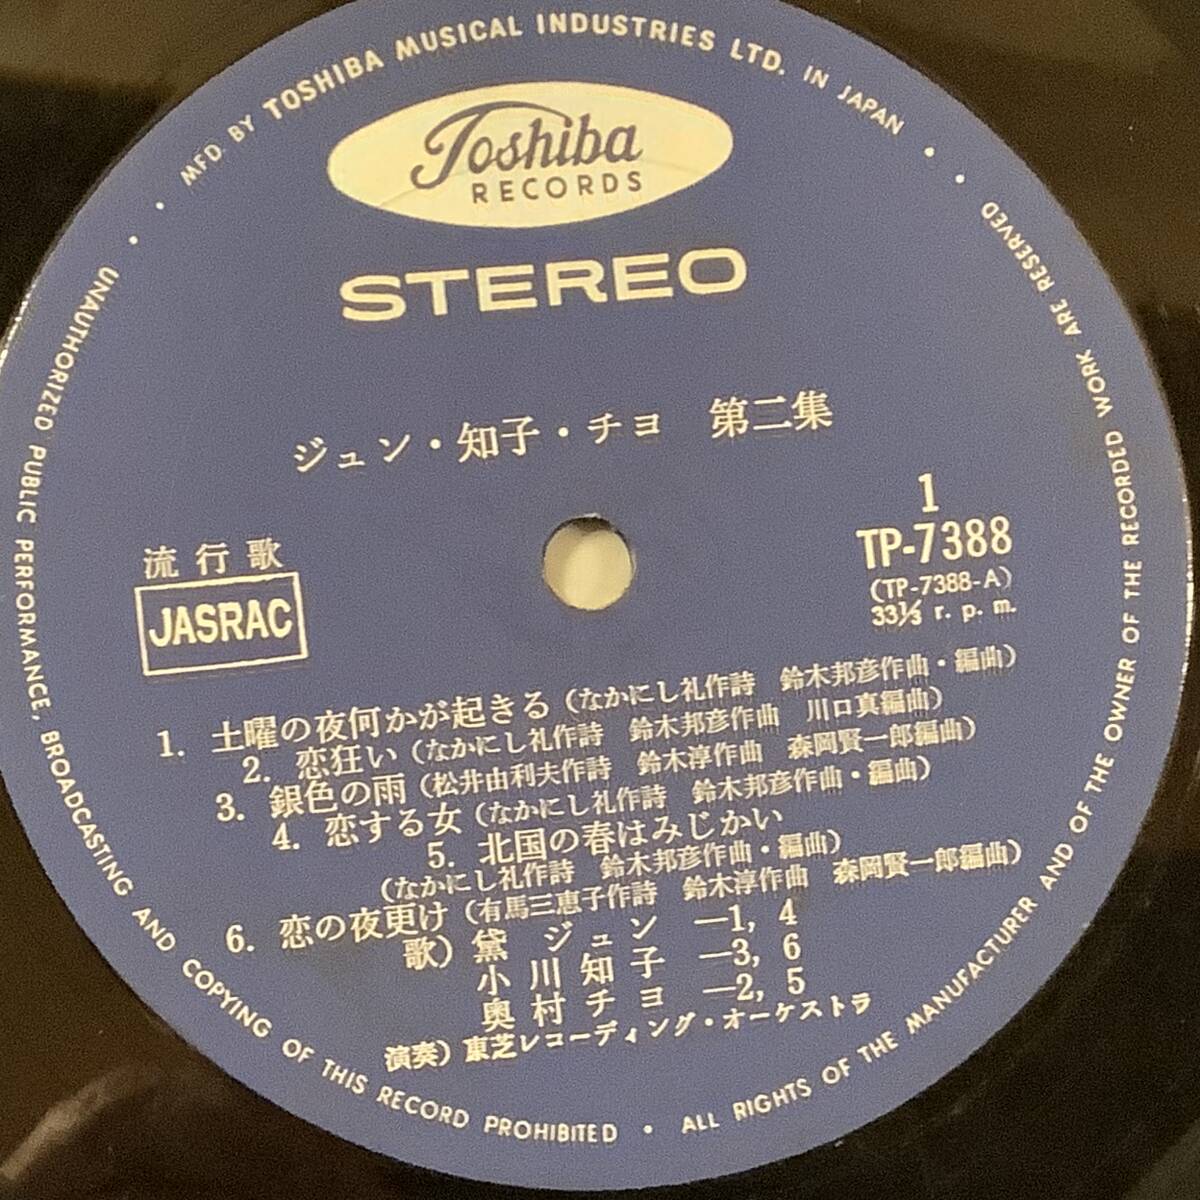 MFD. BY TOSHIBA MUSICAL INDUSTRIES LTD. IN JAPAN
Toshiba
RECORDS
STEREO
ジュン・知子・チヨ 第二集
1
TP-7388
(TP-7388-A)
33⅓ r. p. m.
流行歌
JASRAC
1. 土曜の夜何かが起きる(なかにし礼作詩 鈴木邦彦作曲・編曲)
2. 恋狂い(なかにし礼作詩 鈴木邦彦作曲 川口真編曲)
3. 銀色の雨(松井由利夫作詩 鈴木淳作曲 森岡賢一郎編曲)
4. 恋する女(なかにし礼作詩 鈴木邦彦作曲・編曲)
5. 北国の春はみじかい
(なかにし礼作詩 鈴木邦彦作曲・編曲)
6. 恋の夜更け(有馬三恵子作詩 鈴木淳作曲 森岡賢一郎編曲)
歌) 黛 ジュン —1, 4
小川知子 —3, 6
奥村チヨ —2, 5
演奏) 東芝レコーディング・オーケストラ
UNAUTHORIZED PUBLIC PERFORMANCE, BROADCASTING AND COPYING OF THIS RECORD PROHIBITED • ALL RIGHTS OF THE MANUFACTURER AND OF THE OWNER OF THE RECORDED WORK ARE RESERVED